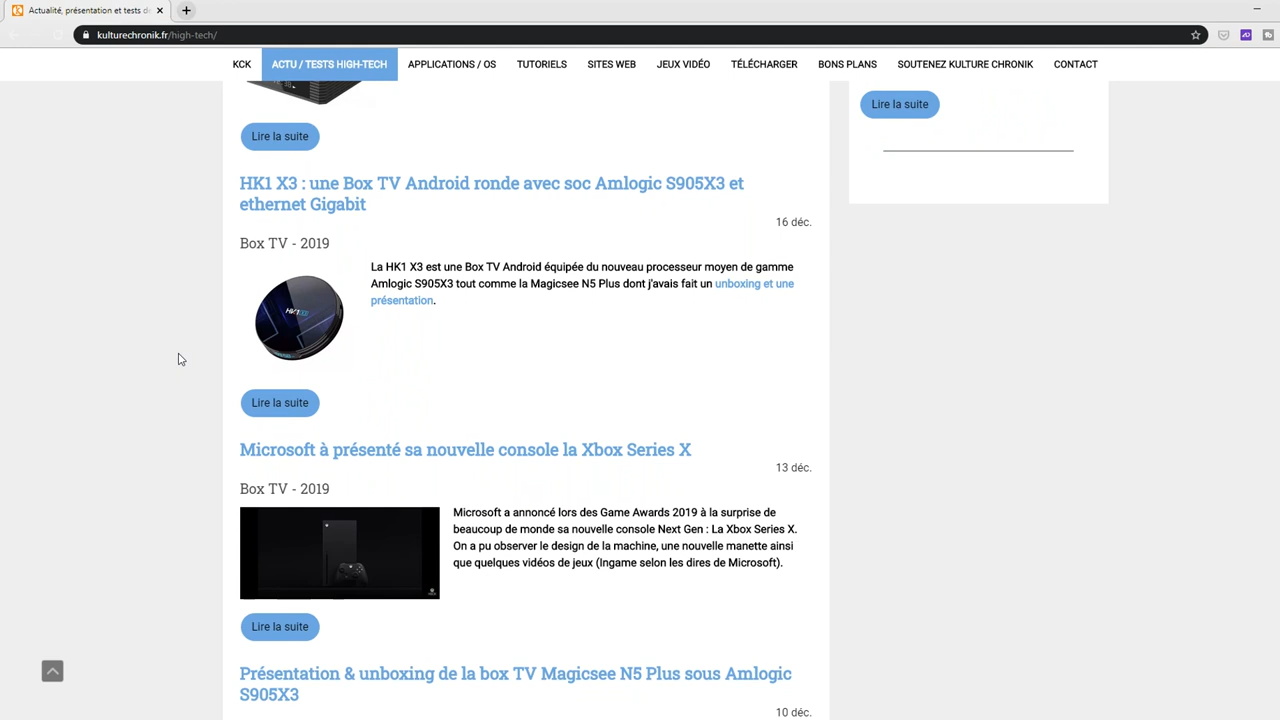 Actualité, présentation et tests d
kulturechronik.fr/high-tech/
KCK ACTU / TESTS HIGH-TECH APPLICATIONS / OS TUTORIELS SITES WEB JEUX VIDÉO TÉLÉCHARGER BONS PLANS SOUTENEZ KULTURE CHRONIK CONTACT
Lire la suite
Lire la suite
HK1 X3 : une Box TV Android ronde avec soc Amlogic S905X3 et
ethernet Gigabit
16 déc.
Box TV - 2019
La HK1 X3 est une Box TV Android équipée du nouveau processeur moyen de gamme
Amlogic S905X3 tout comme la Magicsee N5 Plus dont j'avais fait un unboxing et une
présentation.
HK1 X3
Lire la suite
Microsoft à présenté sa nouvelle console la Xbox Series X
13 déc.
Box TV - 2019
Microsoft a annoncé lors des Game Awards 2019 à la surprise de
beaucoup de monde sa nouvelle console Next Gen : La Xbox Series X.
On a pu observer le design de la machine, une nouvelle manette ainsi
que quelques vidéos de jeux (Ingame selon les dires de Microsoft).
Lire la suite
Présentation & unboxing de la box TV Magicsee N5 Plus sous Amlogic
S905X3
10 déc.